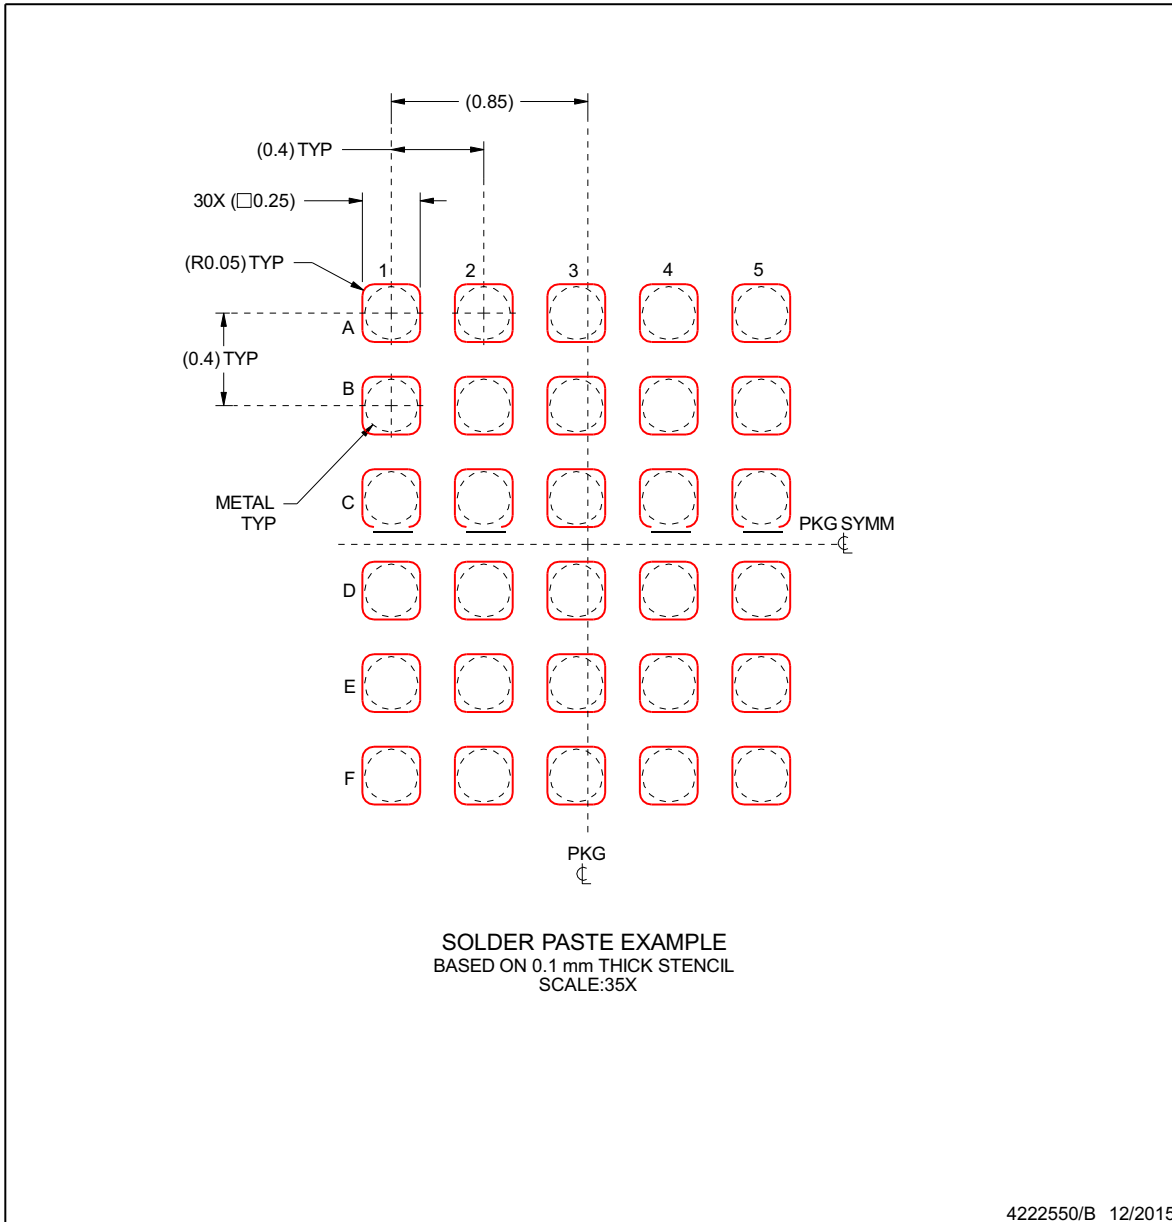 (0.85)
(0.4) TYP
30X (□0.25)
(R0.05) TYP
1 2 3 4 5
A
(0.4) TYP
B
METAL
TYP
C
PKG SYMM
℄
D
E
F
PKG
℄
SOLDER PASTE EXAMPLE
BASED ON 0.1 mm THICK STENCIL
SCALE:35X
4222550/B 12/2015